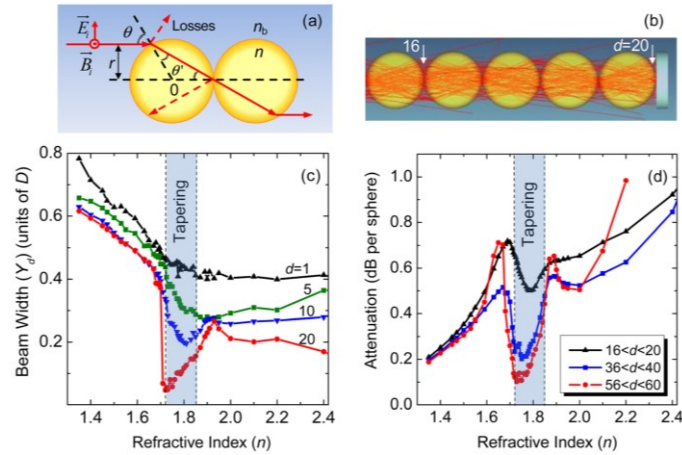 (a)
E⃗ᵢ
B⃗ᵢ
θ
Losses
n_b
n
r
θ'
0
(b)
16
d=20
(c)
Beam Width (Y_d) (units of D)
0.8
0.6
0.4
0.2
Tapering
d=1
5
10
20
1.4 1.6 1.8 2.0 2.2 2.4
Refractive Index (n)
(d)
Attenuation (dB per sphere)
1.0
0.8
0.6
0.4
0.2
0.0
Tapering
16<d<20
36<d<40
56<d<60
1.4 1.6 1.8 2.0 2.2 2.4
Refractive Index (n)